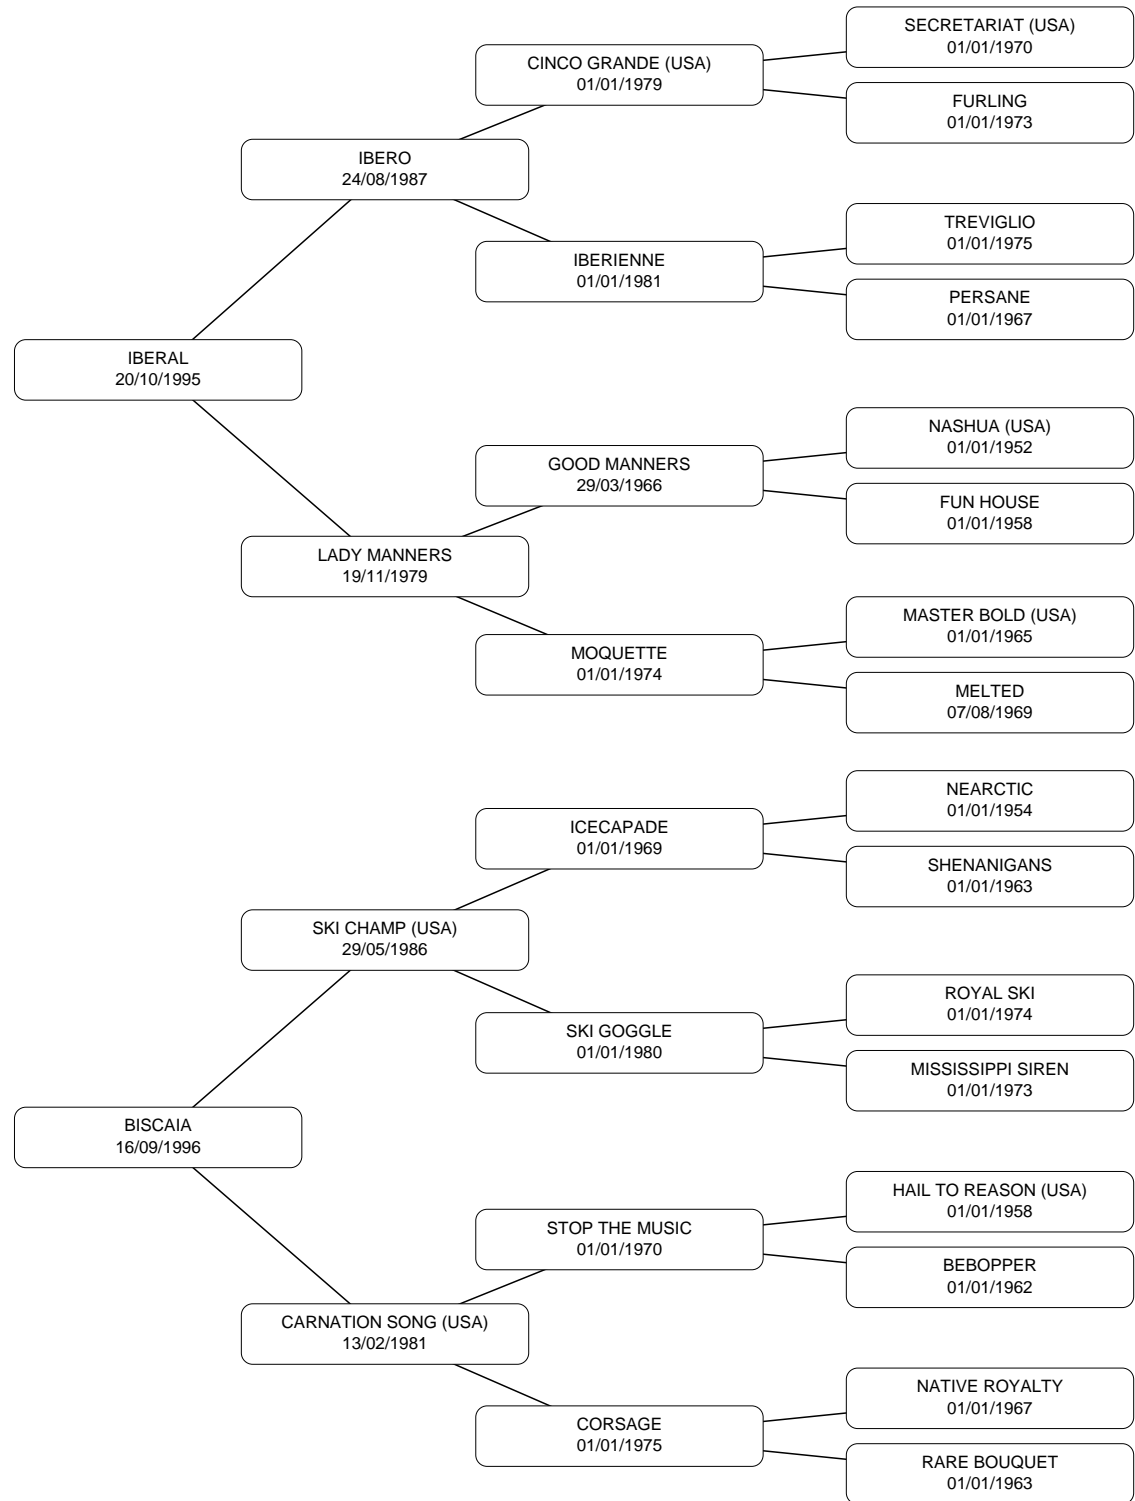 SECRETARIAT (USA)
01/01/1970
CINCO GRANDE (USA)
01/01/1979
FURLING
01/01/1973
IBERO
24/08/1987
TREVIGLIO
01/01/1975
IBERIENNE
01/01/1981
PERSANE
01/01/1967
IBERAL
20/10/1995
NASHUA (USA)
01/01/1952
GOOD MANNERS
29/03/1966
FUN HOUSE
01/01/1958
LADY MANNERS
19/11/1979
MASTER BOLD (USA)
01/01/1965
MOQUETTE
01/01/1974
MELTED
07/08/1969
NEARCTIC
01/01/1954
ICECAPADE
01/01/1969
SHENANIGANS
01/01/1963
SKI CHAMP (USA)
29/05/1986
ROYAL SKI
01/01/1974
SKI GOGGLE
01/01/1980
MISSISSIPPI SIREN
01/01/1973
BISCAIA
16/09/1996
HAIL TO REASON (USA)
01/01/1958
STOP THE MUSIC
01/01/1970
BEBOPPER
01/01/1962
CARNATION SONG (USA)
13/02/1981
NATIVE ROYALTY
01/01/1967
CORSAGE
01/01/1975
RARE BOUQUET
01/01/1963